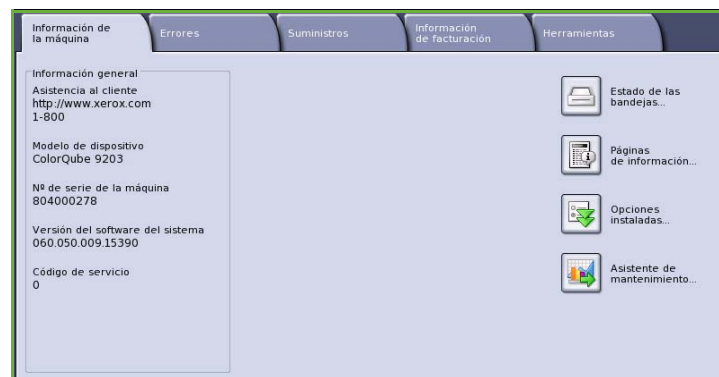 Información de
la máquina
Errores
Suministros
Información
de facturación
Herramientas
Información general
Asistencia al cliente
http://www.xerox.com
1-800
Modelo de dispositivo
ColorQube 9203
Nº de serie de la máquina
804000278
Versión del software del sistema
060.050.009.15390
Código de servicio
0
Estado de las
bandejas...
Páginas
de información...
Opciones
instaladas...
Asistente de
mantenimiento...